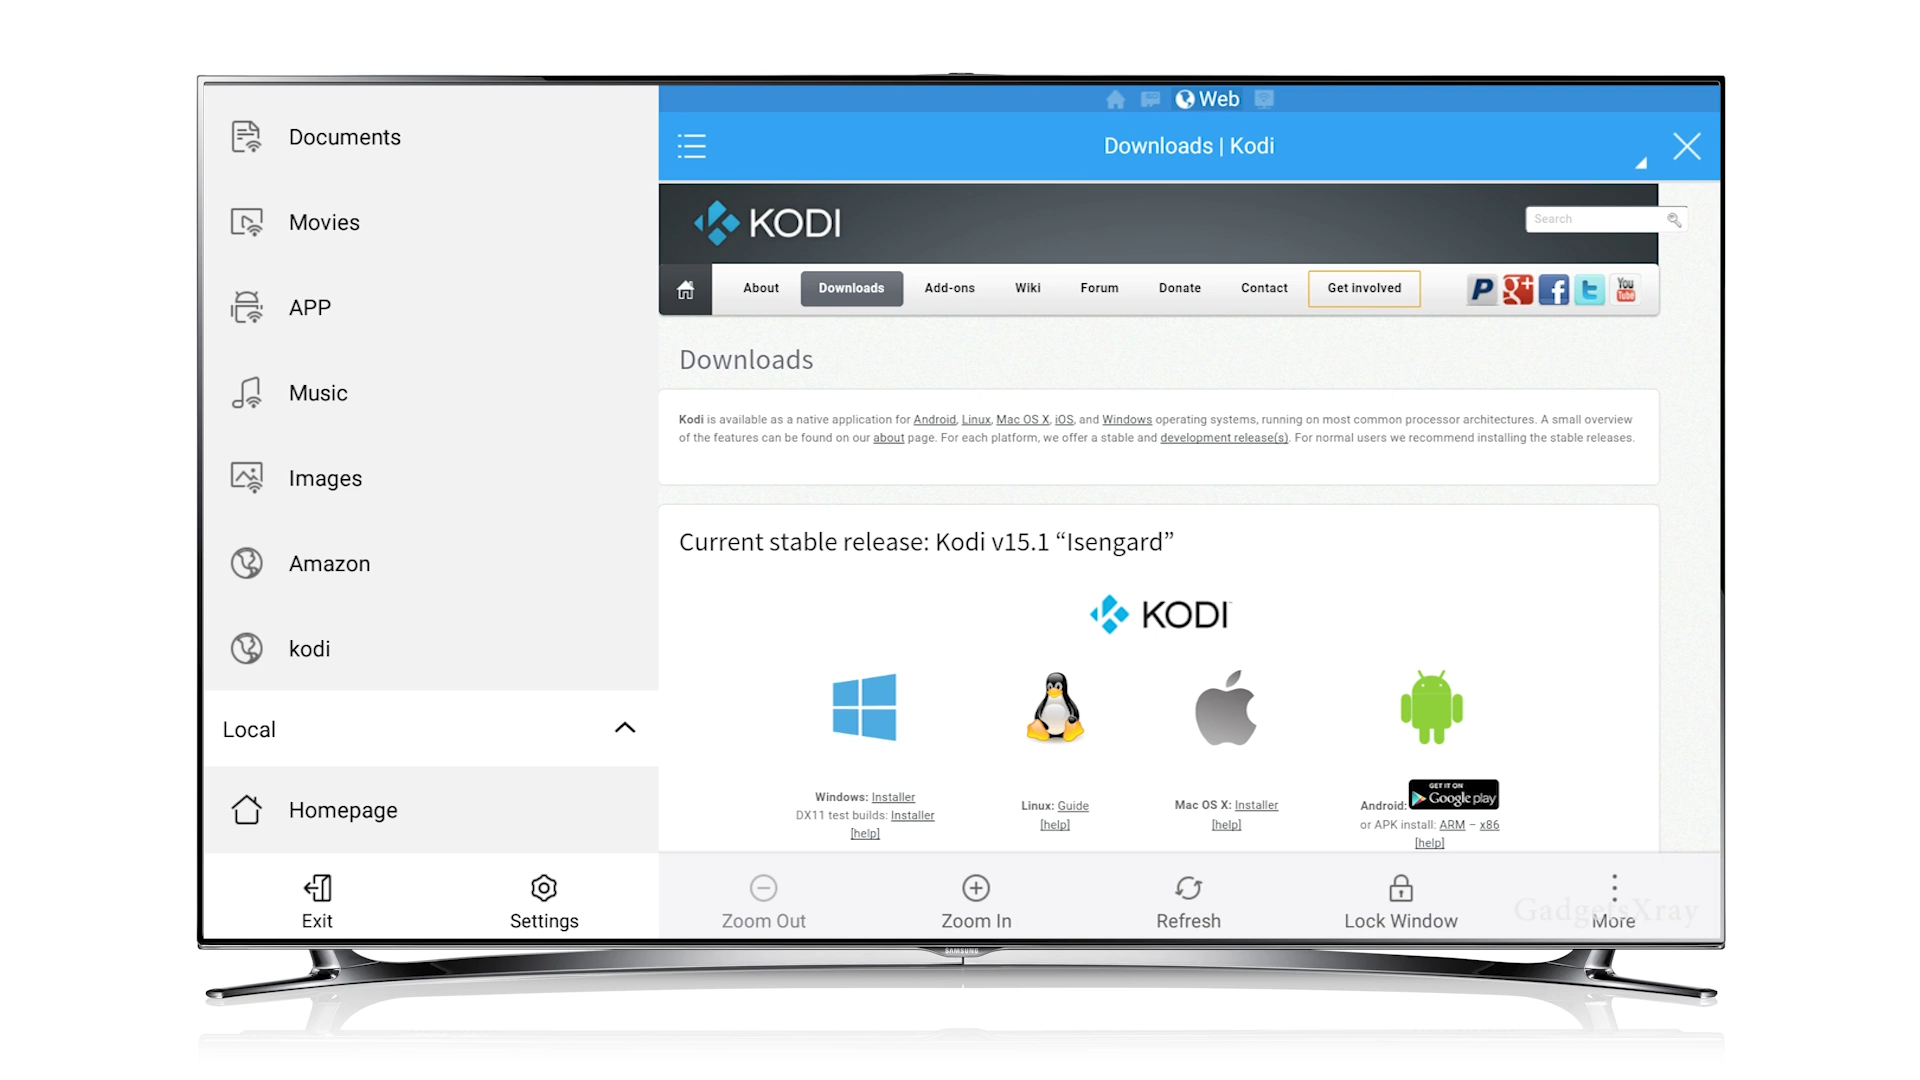 Documents
Movies
APP
Music
Images
Amazon
kodi
Local
Homepage
Exit
Settings
Web
Downloads | Kodi
KODI
Search
About
Downloads
Add-ons
Wiki
Forum
Donate
Contact
Get involved
You
Tube
Downloads
Kodi is available as a native application for Android, Linux, Mac OS X, iOS, and Windows operating systems, running on most common processor architectures. A small overview
of the features can be found on our about page. For each platform, we offer a stable and development release(s). For normal users we recommend installing the stable releases.
Current stable release: Kodi v15.1 “Isengard”
KODI
Windows: Installer
DX11 test builds: Installer
[help]
Linux: Guide
[help]
Mac OS X: Installer
[help]
GET IT ON
Android: Google play
or APK install: ARM – x86
[help]
Zoom Out
Zoom In
Refresh
Lock Window
More
GadgetsXray
SAMSUNG